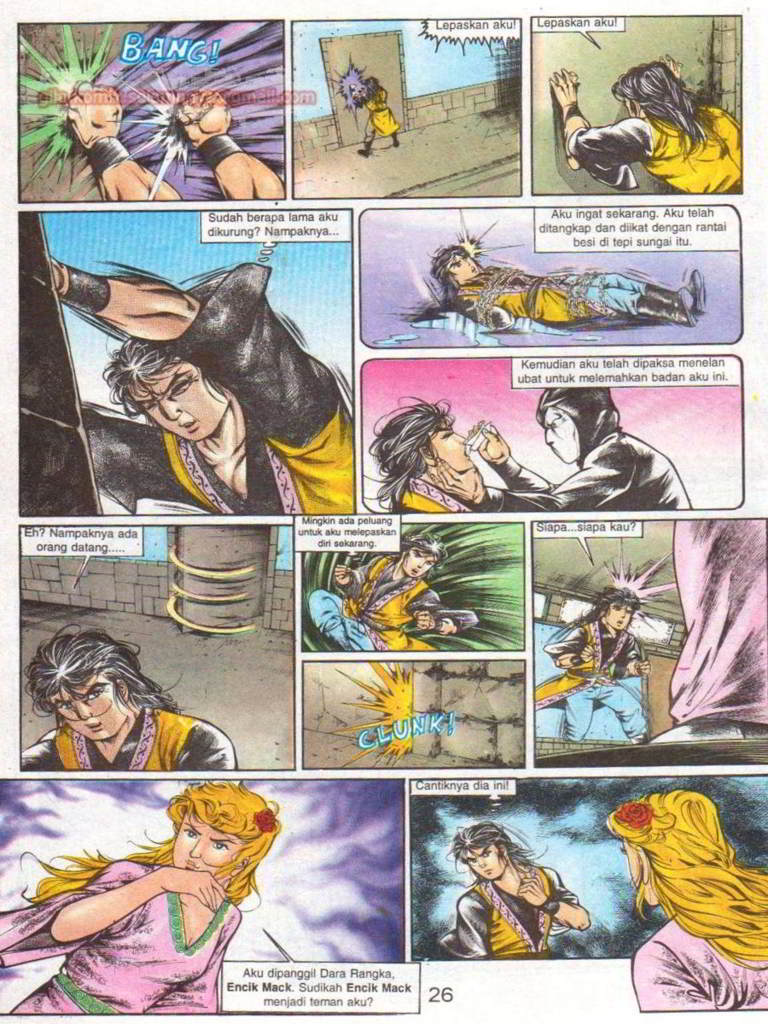 BANG!
Lepaskan aku!
Lepaskan aku!
Sudah berapa lama aku
dikurung? Nampaknya...
Aku ingat sekarang. Aku telah
ditangkap dan diikat dengan rantai
besi di tepi sungai itu.
Kemudian aku telah dipaksa menelan
ubat untuk melemahkan badan aku ini.
Eh? Nampaknya ada
orang datang.....
Mingkin ada peluang
untuk aku melepaskan
diri sekarang.
CLUNK!
Siapa...siapa kau?
Aku dipanggil Dara Rangka,
Encik Mack. Sudikah Encik Mack
menjadi teman aku?
Cantiknya dia ini!
26